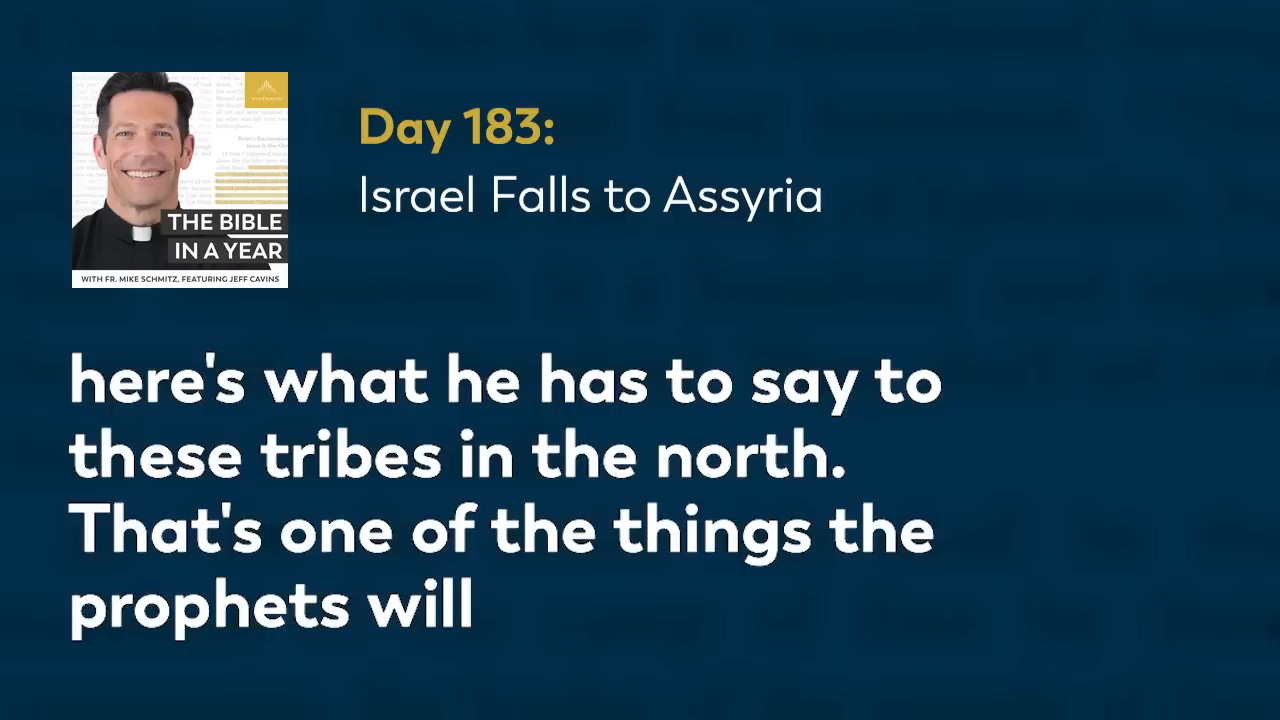 THE BIBLE
IN A YEAR
WITH FR. MIKE SCHMITZ, FEATURING JEFF CAVINS
Day 183:
Israel Falls to Assyria
here's what he has to say to
these tribes in the north.
That's one of the things the
prophets will